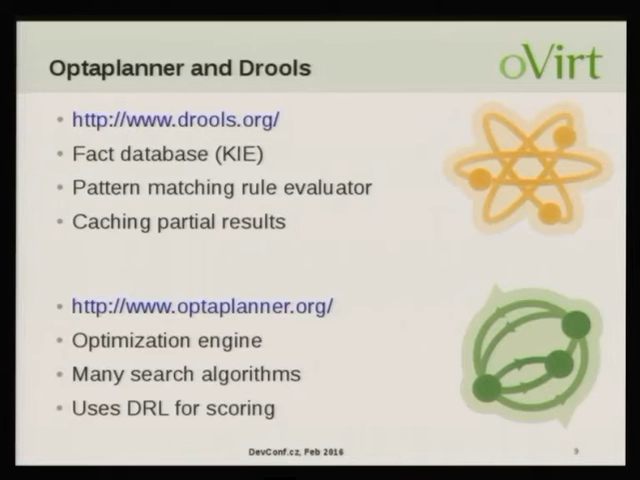 Optaplanner and Drools
oVirt
• http://www.drools.org/
• Fact database (KIE)
• Pattern matching rule evaluator
• Caching partial results
• http://www.optaplanner.org/
• Optimization engine
• Many search algorithms
• Uses DRL for scoring
DevConf.cz, Feb 2016
9